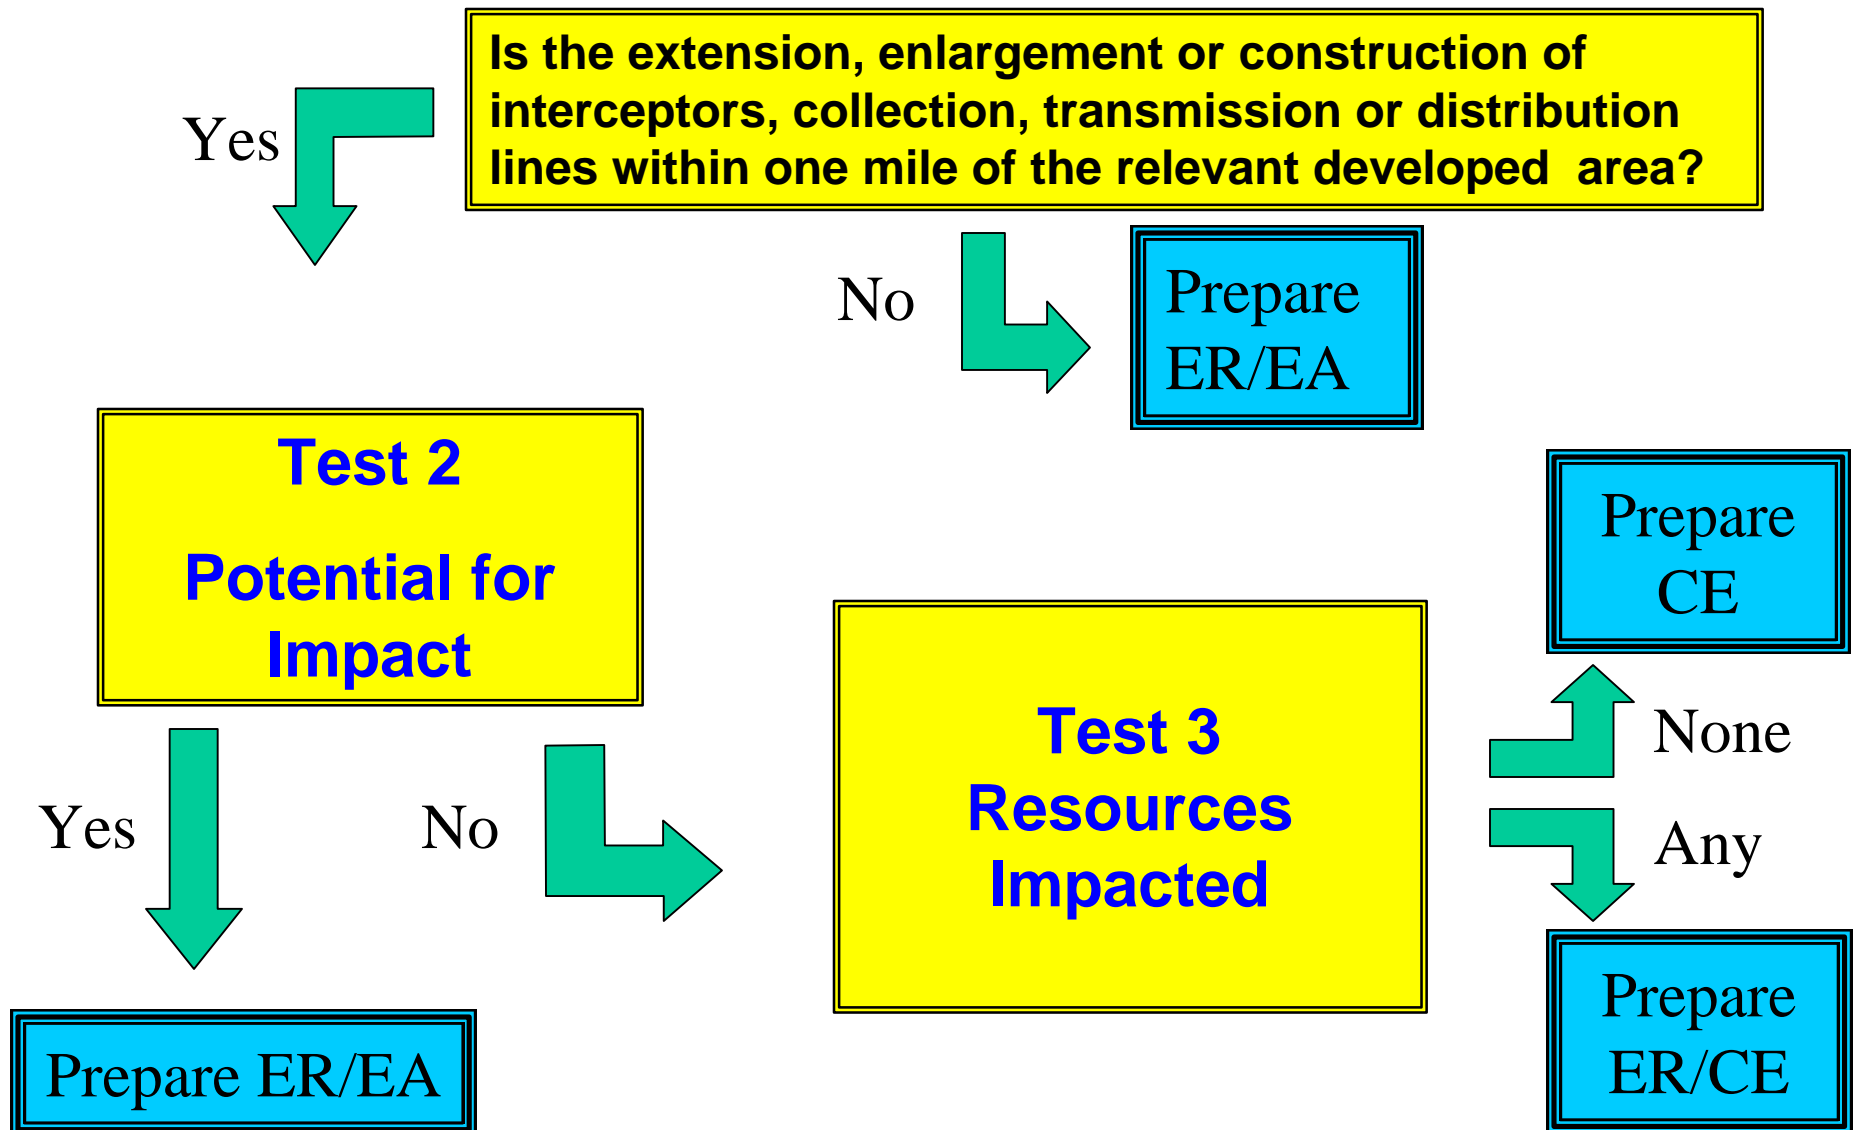 Is the extension, enlargement or construction of
interceptors, collection, transmission or distribution
lines within one mile of the relevant developed  area?
Yes
No
Prepare
ER/EA
Test 2
Potential for
Impact
Yes
No
Test 3
Resources
Impacted
Prepare
CE
None
Any
Prepare
ER/CE
Prepare ER/EA